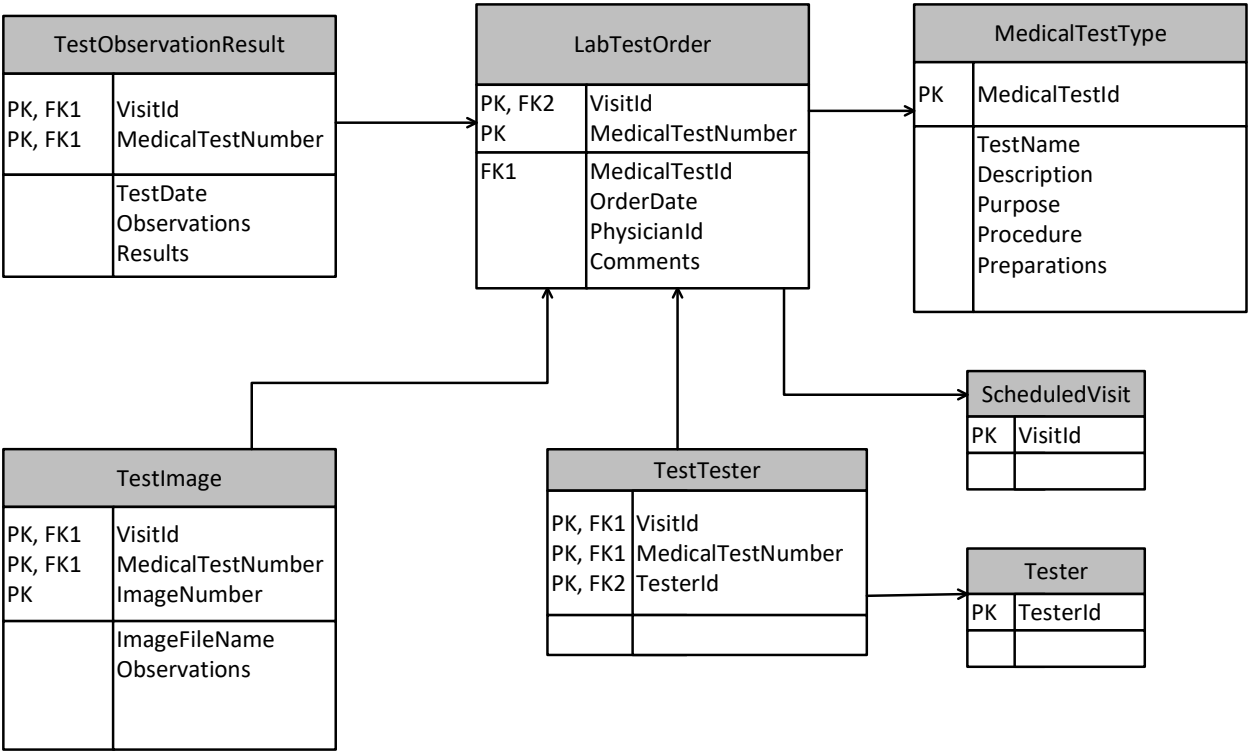 TestObservationResult
PK, FK1 VisitId
PK, FK1 MedicalTestNumber
TestDate
Observations
Results
LabTestOrder
PK, FK2 VisitId
PK MedicalTestNumber
FK1 MedicalTestId
OrderDate
PhysicianId
Comments
MedicalTestType
PK MedicalTestId
TestName
Description
Purpose
Procedure
Preparations
ScheduledVisit
PK VisitId
TestImage
PK, FK1 VisitId
PK, FK1 MedicalTestNumber
PK ImageNumber
ImageFileName
Observations
TestTester
PK, FK1 VisitId
PK, FK1 MedicalTestNumber
PK, FK2 TesterId
Tester
PK TesterId